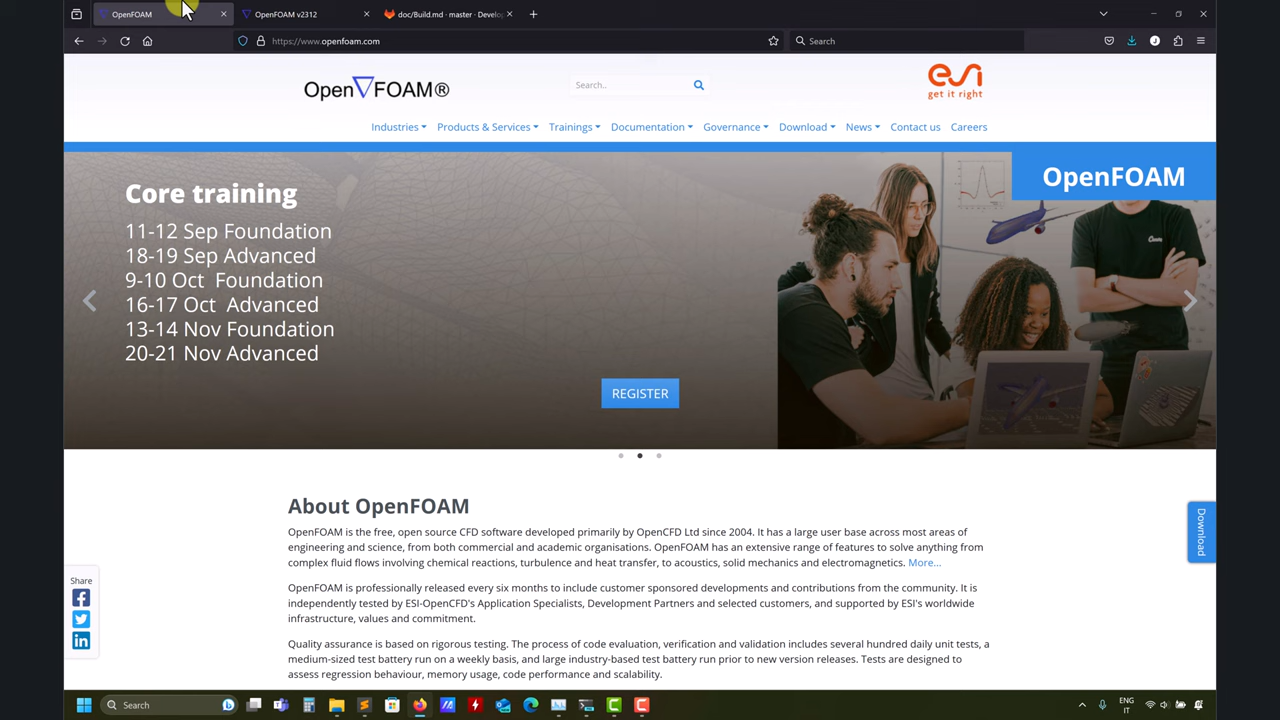 OpenFOAM
OpenFOAM v2312
doc/Build.md · master · Develop
https://www.openfoam.com
Search
Open∇FOAM®
Search..
esi
get it right
Industries
Products & Services
Trainings
Documentation
Governance
Download
News
Contact us
Careers
OpenFOAM
Core training
11-12 Sep Foundation
18-19 Sep Advanced
9-10 Oct Foundation
16-17 Oct Advanced
13-14 Nov Foundation
20-21 Nov Advanced
REGISTER
About OpenFOAM
OpenFOAM is the free, open source CFD software developed primarily by OpenCFD Ltd since 2004. It has a large user base across most areas of
engineering and science, from both commercial and academic organisations. OpenFOAM has an extensive range of features to solve anything from
complex fluid flows involving chemical reactions, turbulence and heat transfer, to acoustics, solid mechanics and electromagnetics. More...
OpenFOAM is professionally released every six months to include customer sponsored developments and contributions from the community. It is
independently tested by ESI-OpenCFD's Application Specialists, Development Partners and selected customers, and supported by ESI's worldwide
infrastructure, values and commitment.
Quality assurance is based on rigorous testing. The process of code evaluation, verification and validation includes several hundred daily unit tests, a
medium-sized test battery run on a weekly basis, and large industry-based test battery run prior to new version releases. Tests are designed to
assess regression behaviour, memory usage, code performance and scalability.
Download
Share
Search
ENG
IT